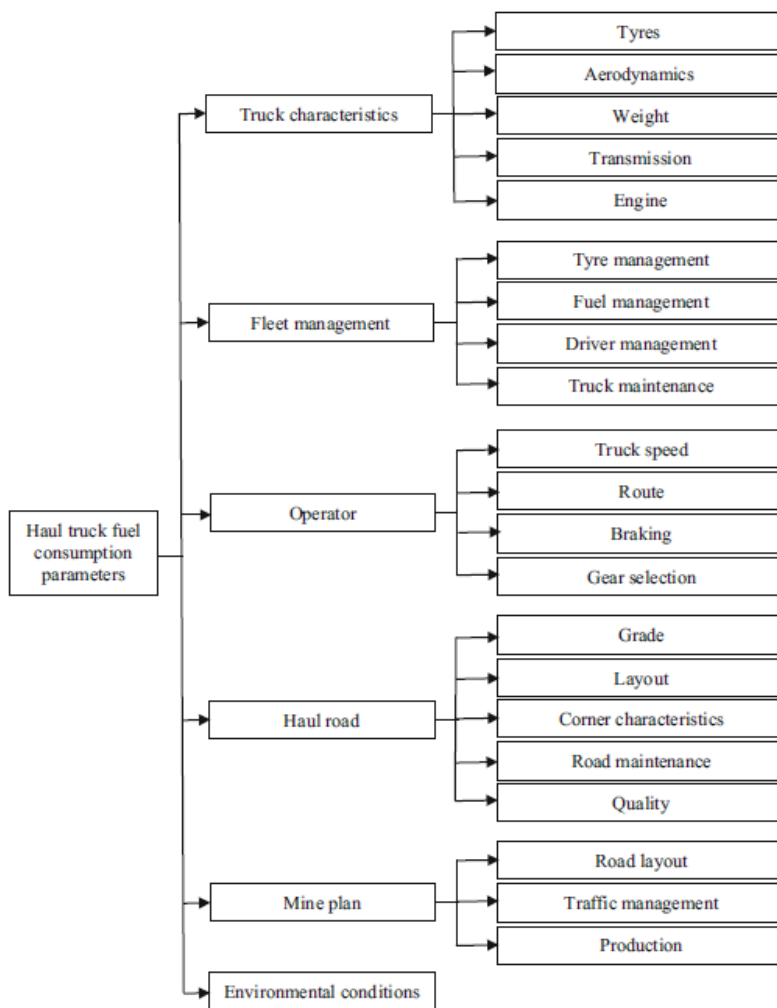 Tyres
Aerodynamics
Truck characteristics
Weight
Transmission
Engine
Tyre management
Fuel management
Fleet management
Driver management
Truck maintenance
Truck speed
Route
Operator
Braking
Gear selection
Haul truck fuel
consumption
parameters
Grade
Layout
Haul road
Corner characteristics
Road maintenance
Quality
Road layout
Mine plan
Traffic management
Production
Environmental conditions